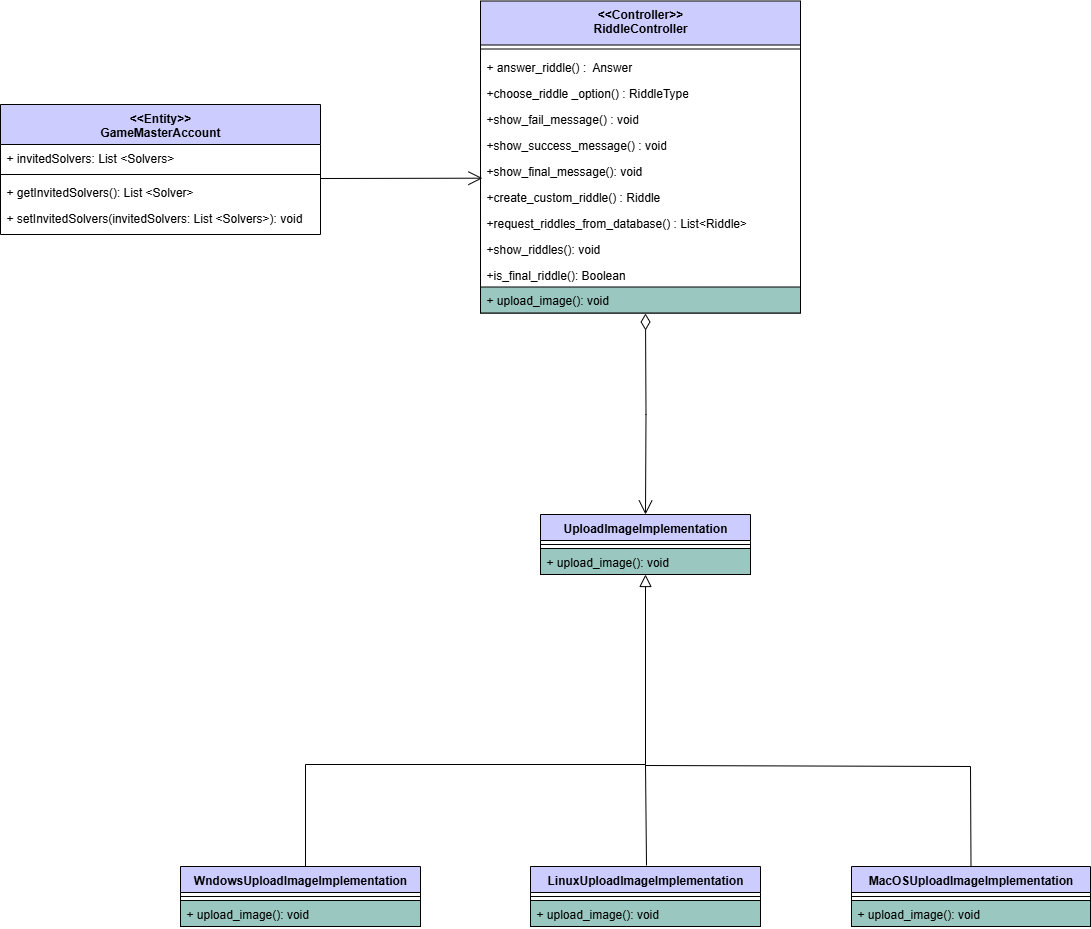 <<Controller>>
RiddleController
+ answer_riddle() :  Answer
+choose_riddle _option() : RiddleType
+show_fail_message() : void
+show_success_message() : void
+show_final_message(): void
+create_custom_riddle() : Riddle
+request_riddles_from_database() : List<Riddle>
+show_riddles(): void
+is_final_riddle(): Boolean
+ upload_image(): void
<<Entity>>
GameMasterAccount
+ invitedSolvers: List <Solvers>
+ getInvitedSolvers(): List <Solver>
+ setInvitedSolvers(invitedSolvers: List <Solvers>): void
UploadImageImplementation
+ upload_image(): void
WndowsUploadImageImplementation
+ upload_image(): void
LinuxUploadImageImplementation
+ upload_image(): void
MacOSUploadImageImplementation
+ upload_image(): void